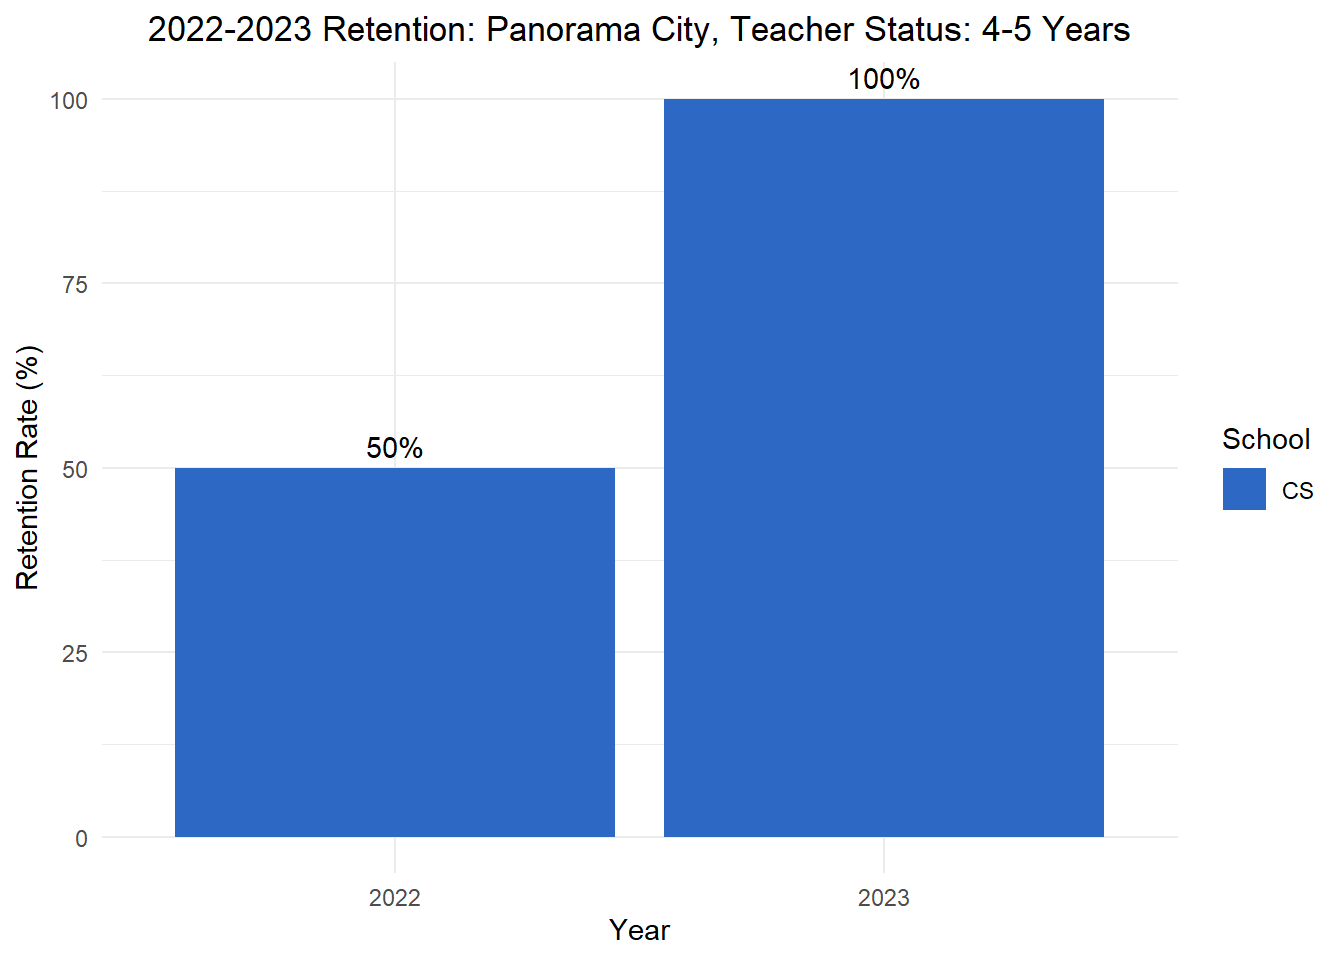 2022-2023 Retention: Panorama City, Teacher Status: 4-5 Years
100%
100
75
50%
50
25
0
Retention Rate (%)
2022
2023
Year
School
CS